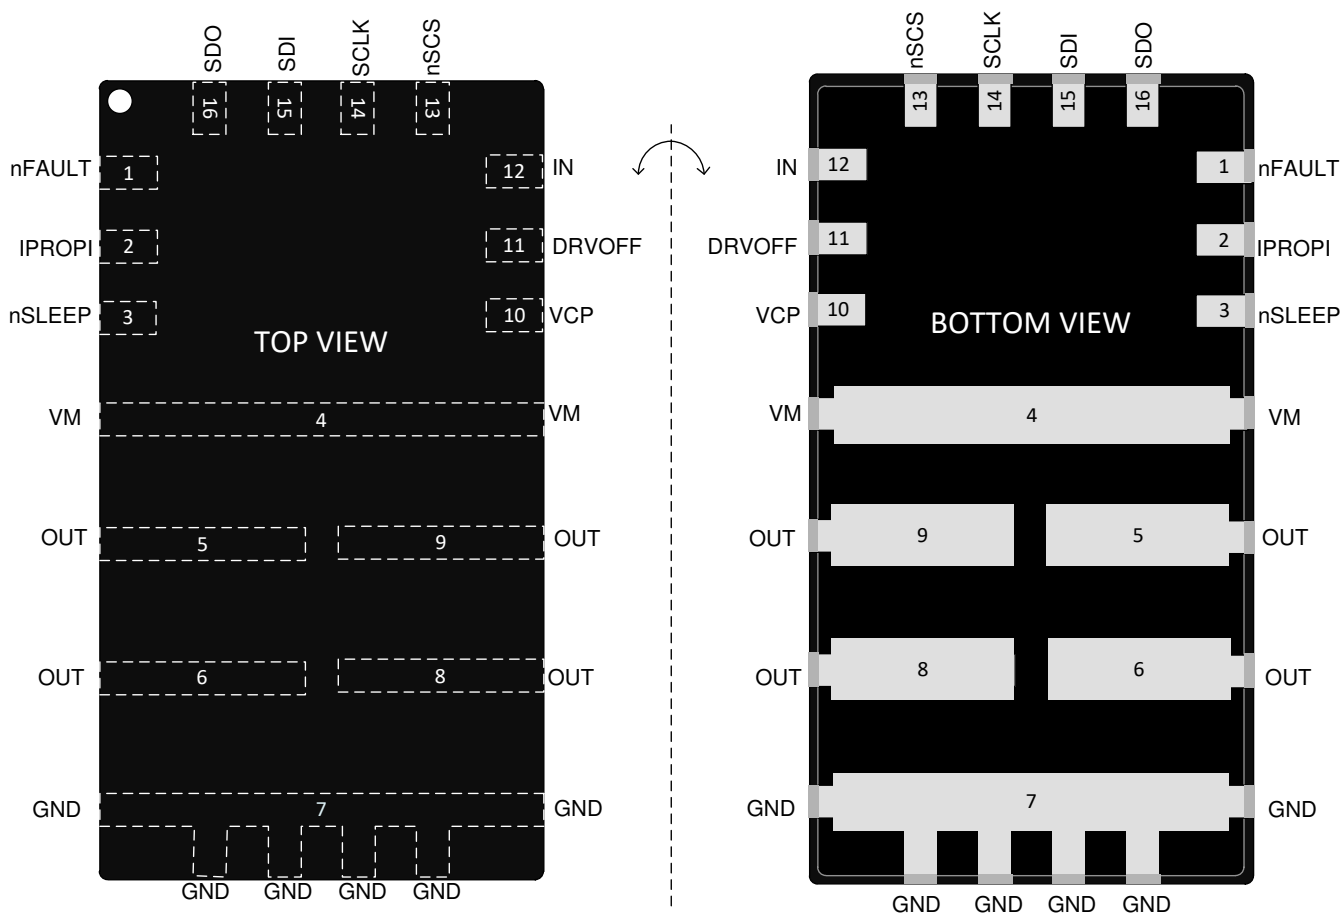 SDO SDI SCLK nSCS
16 15 14 13
nFAULT 1 12 IN
IPROPI 2 11 DRVOFF
nSLEEP 3 10 VCP
TOP VIEW
VM 4 VM
OUT 5 9 OUT
OUT 6 8 OUT
GND 7 GND
GND GND GND GND
nSCS SCLK SDI SDO
13 14 15 16
IN 12 1 nFAULT
DRVOFF 11 2 IPROPI
VCP 10 3 nSLEEP
BOTTOM VIEW
VM 4 VM
OUT 9 5 OUT
OUT 8 6 OUT
GND 7 GND
GND GND GND GND